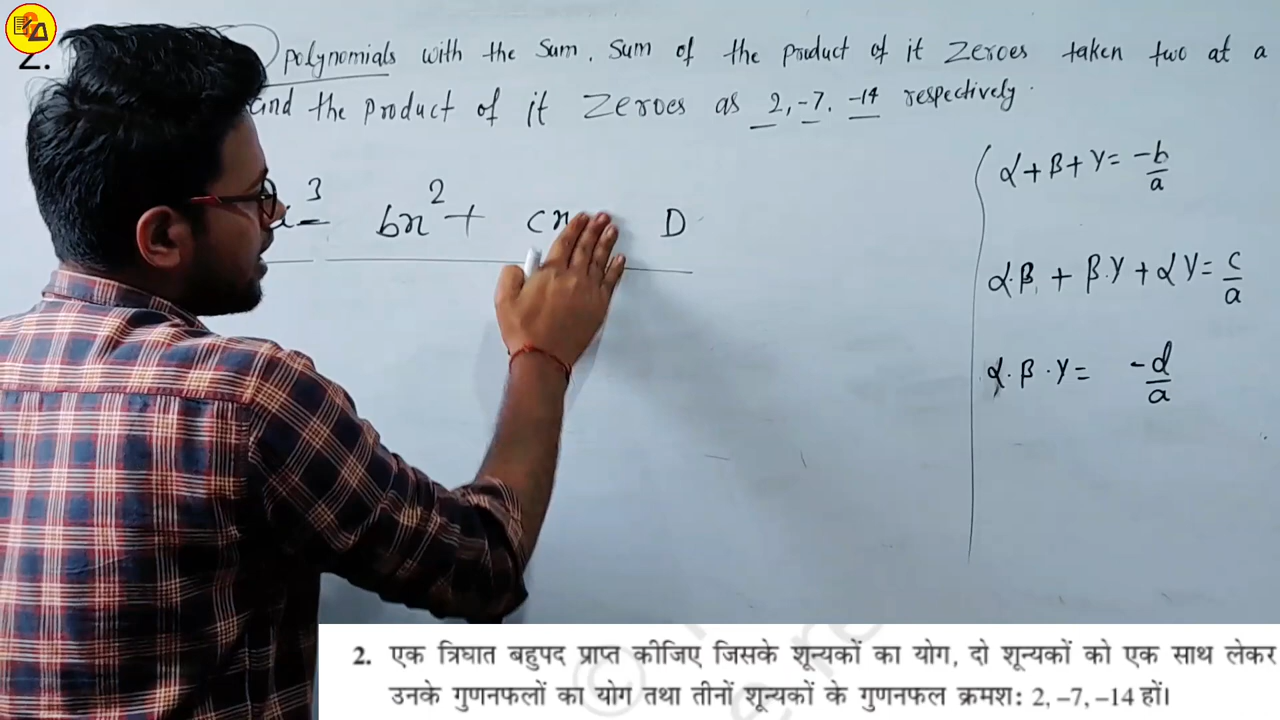 2.
polynomials with the Sum, Sum of the product of it Zeroes taken two at a
and the product of it Zeroes as 2, -7, -14 respectively.
bx² + cx D
α + β + γ = -b/a
α.β + β.γ + αγ = c/a
α.β.γ = -d/a
2. एक त्रिघात बहुपद प्राप्त कीजिए जिसके शून्यकों का योग, दो शून्यकों को एक साथ लेकर
उनके गुणनफलों का योग तथा तीनों शून्यकों के गुणनफल क्रमश: 2, –7, –14 हों।